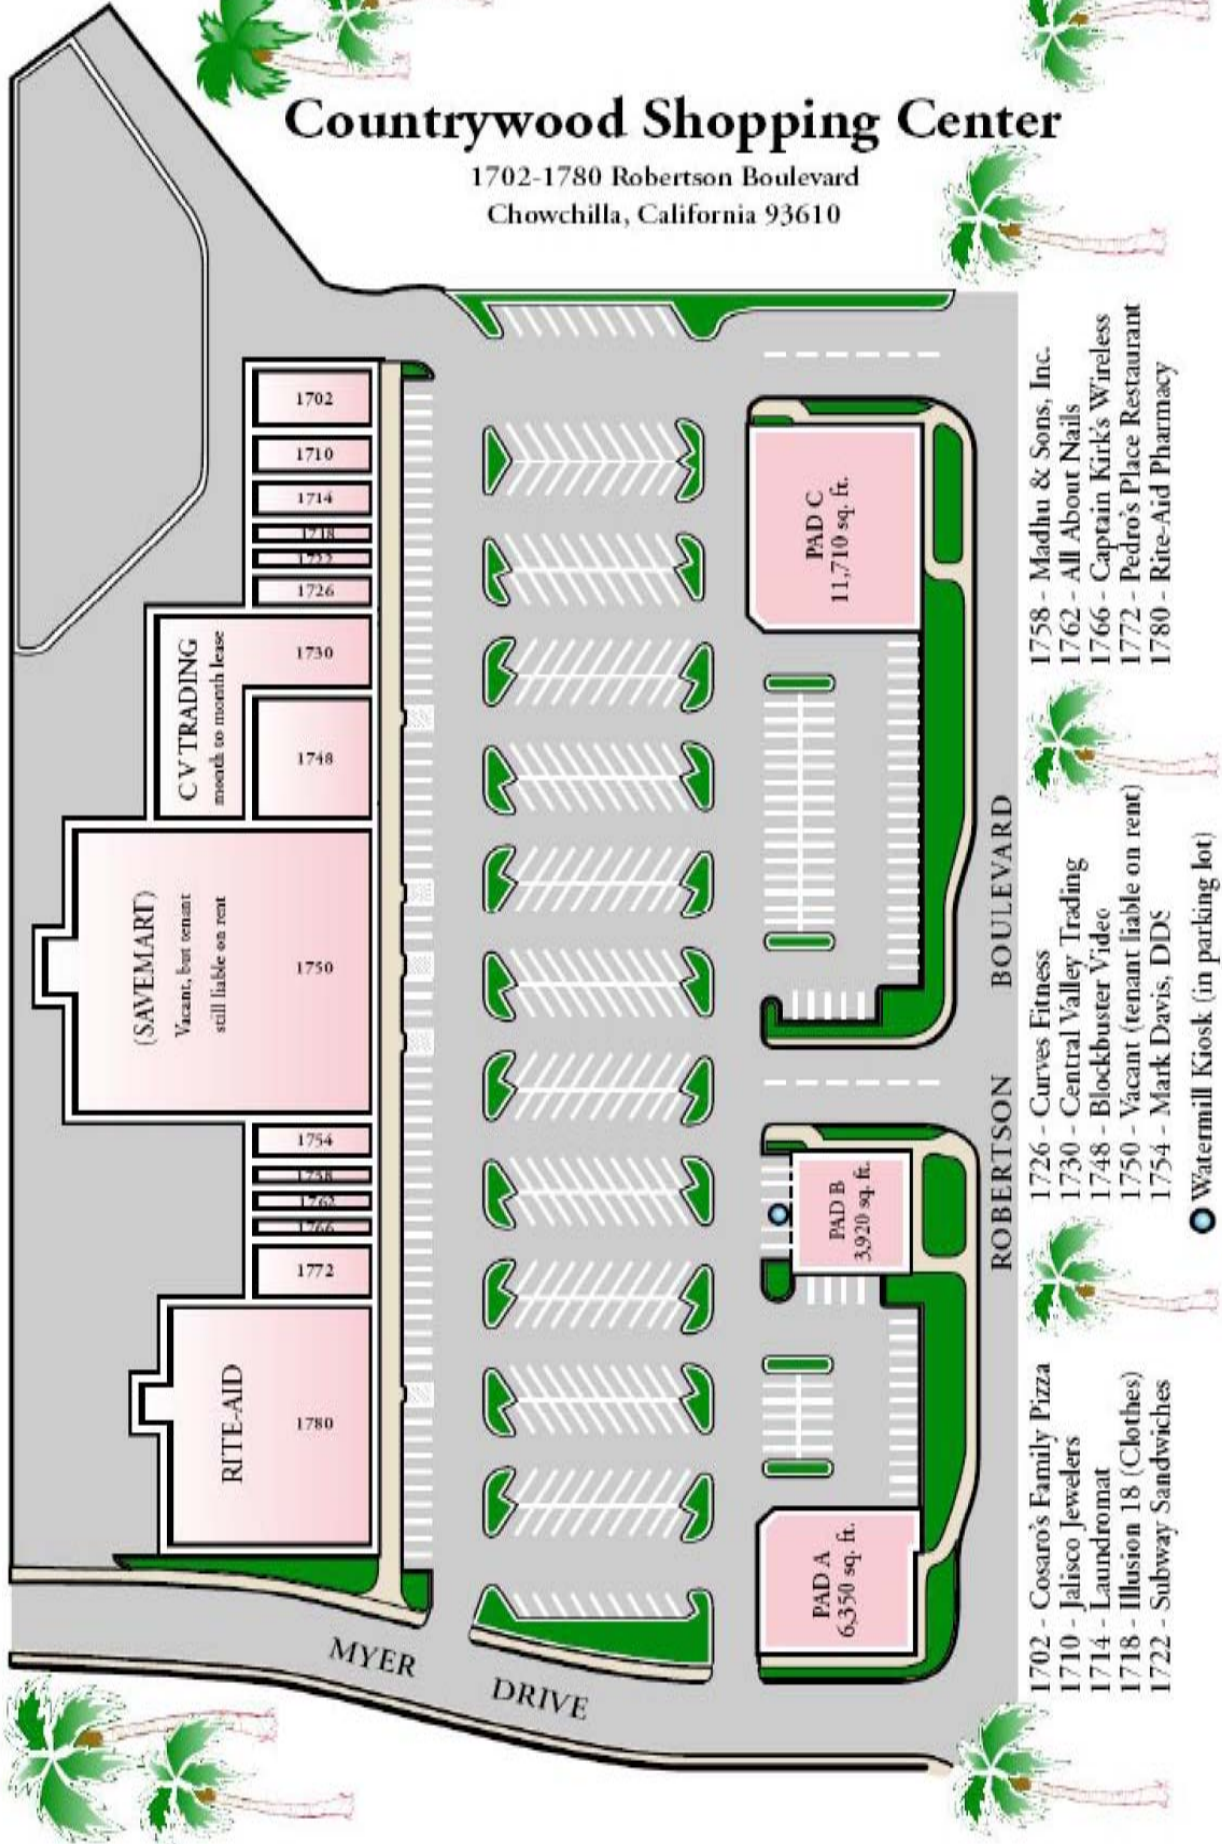 Countrywood Shopping Center
1702-1780 Robertson Boulevard
Chowchilla, California 93610
1702
1710
1714
1718
1722
1726
C V TRADING
month to month lease
1730
1748
(SAVEMART)
Vacant, but tenant
still liable on rent
1750
1754
1758
1762
1766
1772
RITE-AID
1780
PAD C
11,710 sq. ft.
PAD B
3,920 sq. ft.
PAD A
6,350 sq. ft.
MYER
DRIVE
ROBERTSON
BOULEVARD
1702 - Cosaro's Family Pizza
1710 - Jalisco Jewelers
1714 - Laundromat
1718 - Illusion 18 (Clothes)
1722 - Subway Sandwiches
1726 - Curves Fitness
1730 - Central Valley Trading
1748 - Blockbuster Video
1750 - Vacant (tenant liable on rent)
1754 - Mark Davis, DDS
1758 - Madhu & Sons, Inc.
1762 - All About Nails
1766 - Captain Kirk's Wireless
1772 - Pedro's Place Restaurant
1780 - Rite-Aid Pharmacy
Watermill Kiosk (in parking lot)